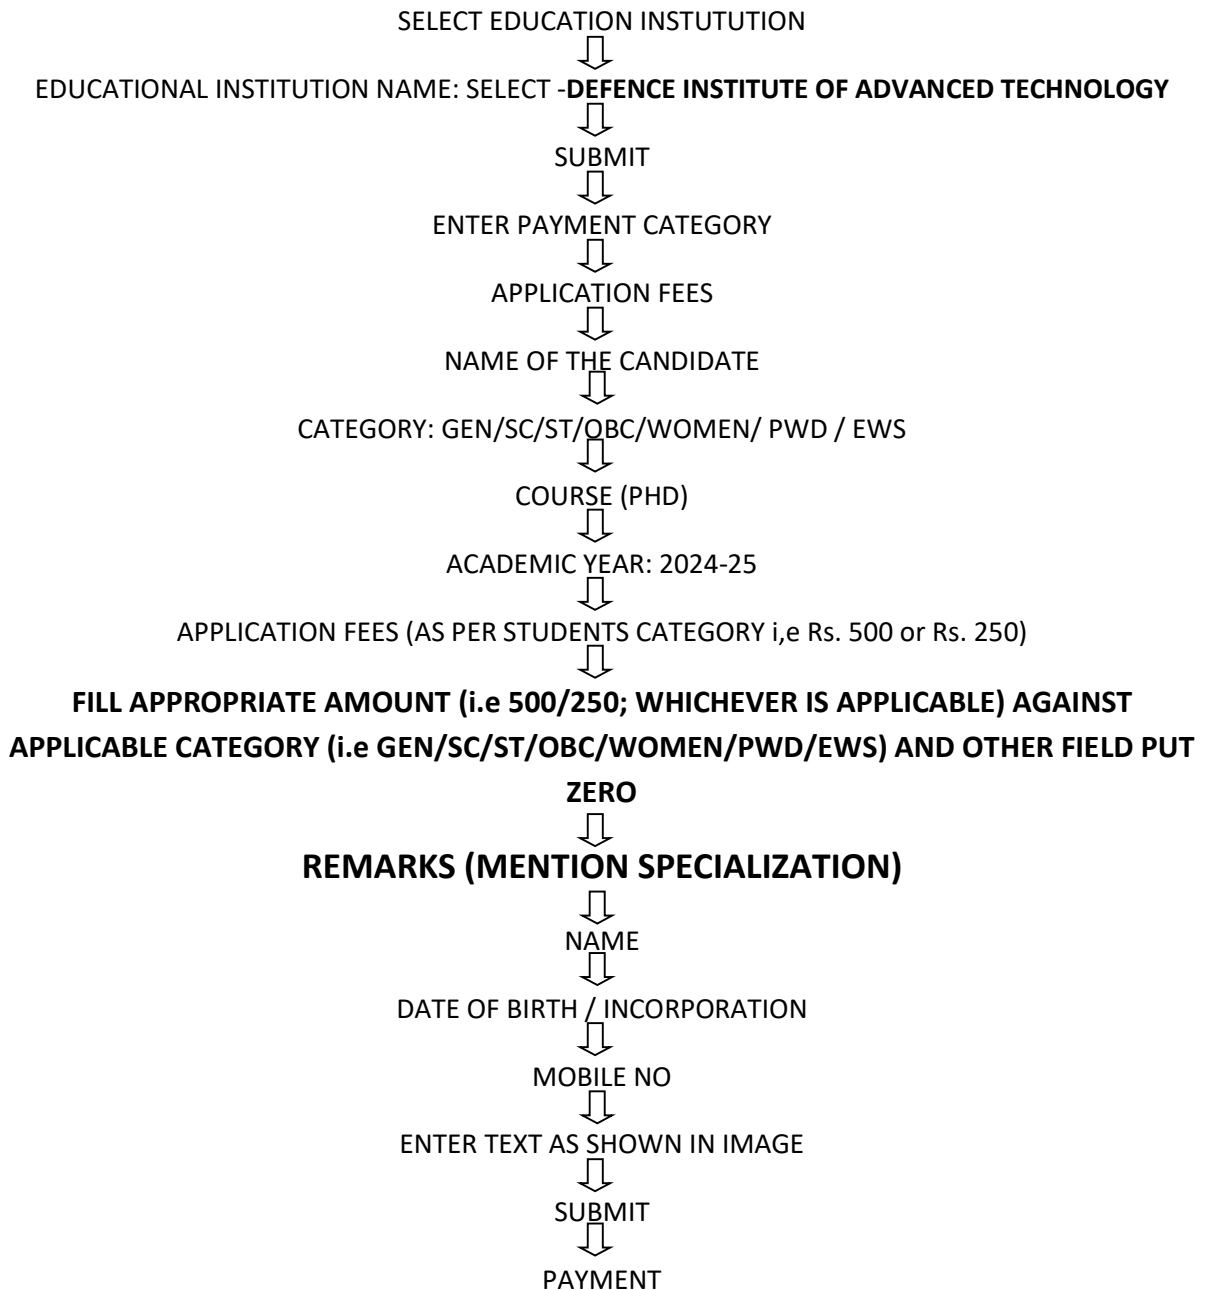 SELECT EDUCATION INSTUTUTION
EDUCATIONAL INSTITUTION NAME: SELECT -DEFENCE INSTITUTE OF ADVANCED TECHNOLOGY
SUBMIT
ENTER PAYMENT CATEGORY
APPLICATION FEES
NAME OF THE CANDIDATE
CATEGORY: GEN/SC/ST/OBC/WOMEN/ PWD / EWS
COURSE (PHD)
ACADEMIC YEAR: 2024-25
APPLICATION FEES (AS PER STUDENTS CATEGORY i,e Rs. 500 or Rs. 250)
FILL APPROPRIATE AMOUNT (i.e 500/250; WHICHEVER IS APPLICABLE) AGAINST
APPLICABLE CATEGORY (i.e GEN/SC/ST/OBC/WOMEN/PWD/EWS) AND OTHER FIELD PUT
ZERO
REMARKS (MENTION SPECIALIZATION)
NAME
DATE OF BIRTH / INCORPORATION
MOBILE NO
ENTER TEXT AS SHOWN IN IMAGE
SUBMIT
PAYMENT